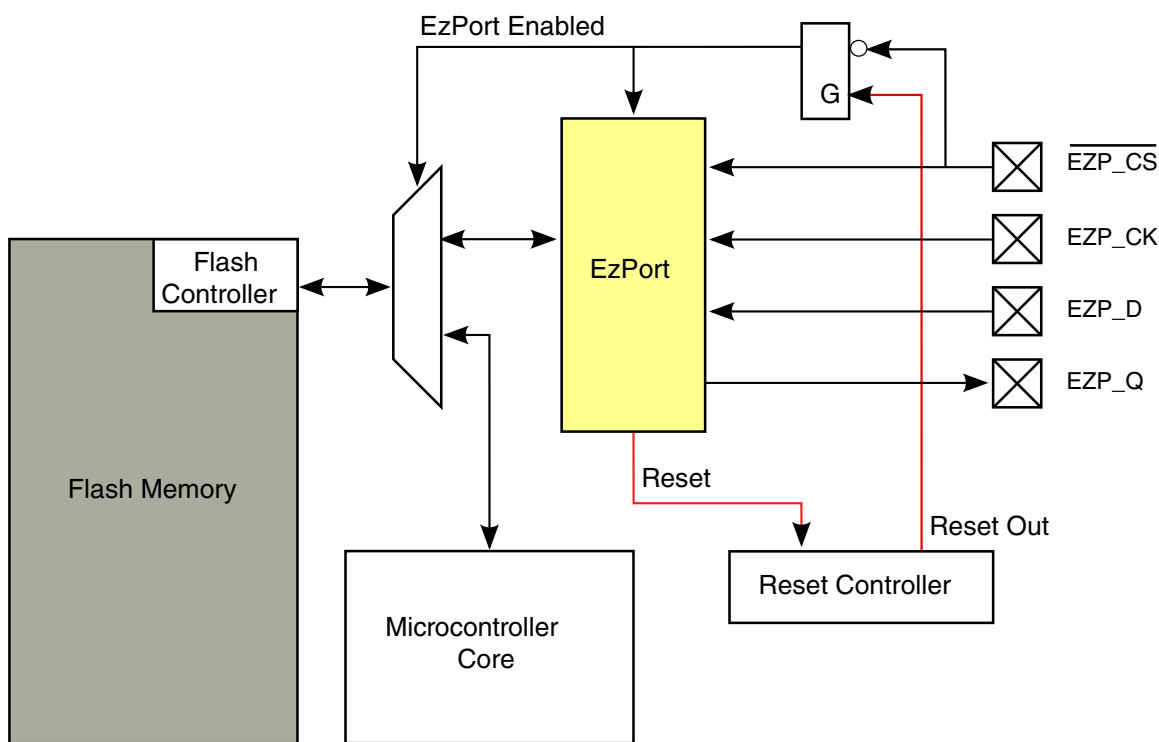 EzPort Enabled
G
EZP_CS
EZP_CK
EZP_D
EZP_Q
EzPort
Flash
Controller
Flash Memory
Reset
Reset Out
Reset Controller
Microcontroller
Core